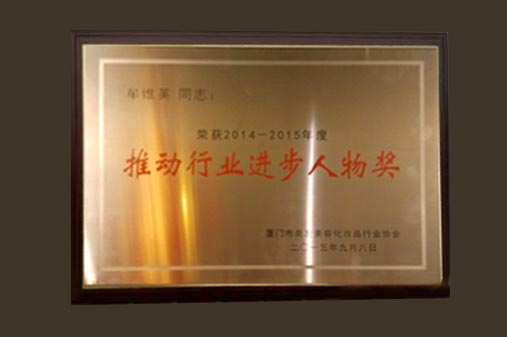 牟维英 同志：
荣获2014－2015年度
推动行业进步人物奖
厦门市美发美容化妆品行业协会
二〇一五年九月八日